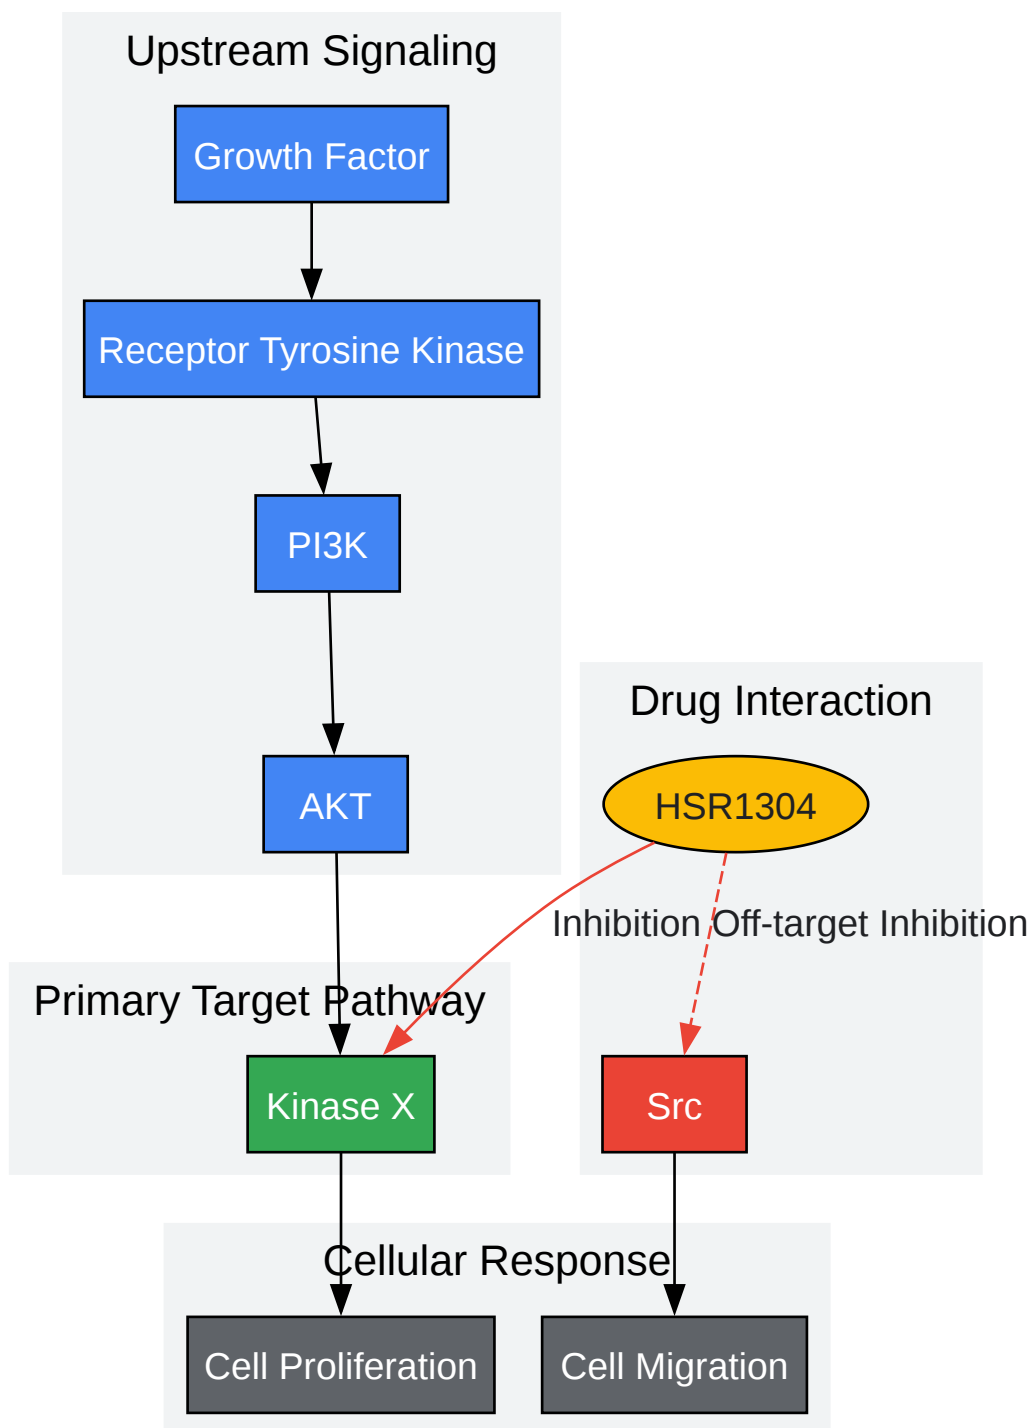 Upstream Signaling
Growth Factor
Receptor Tyrosine Kinase
PI3K
Drug Interaction
AKT
HSR1304
Inhibition
Off-target Inhibition
Primary Target Pathway
Kinase X
Src
Cellular Response
Cell Proliferation
Cell Migration